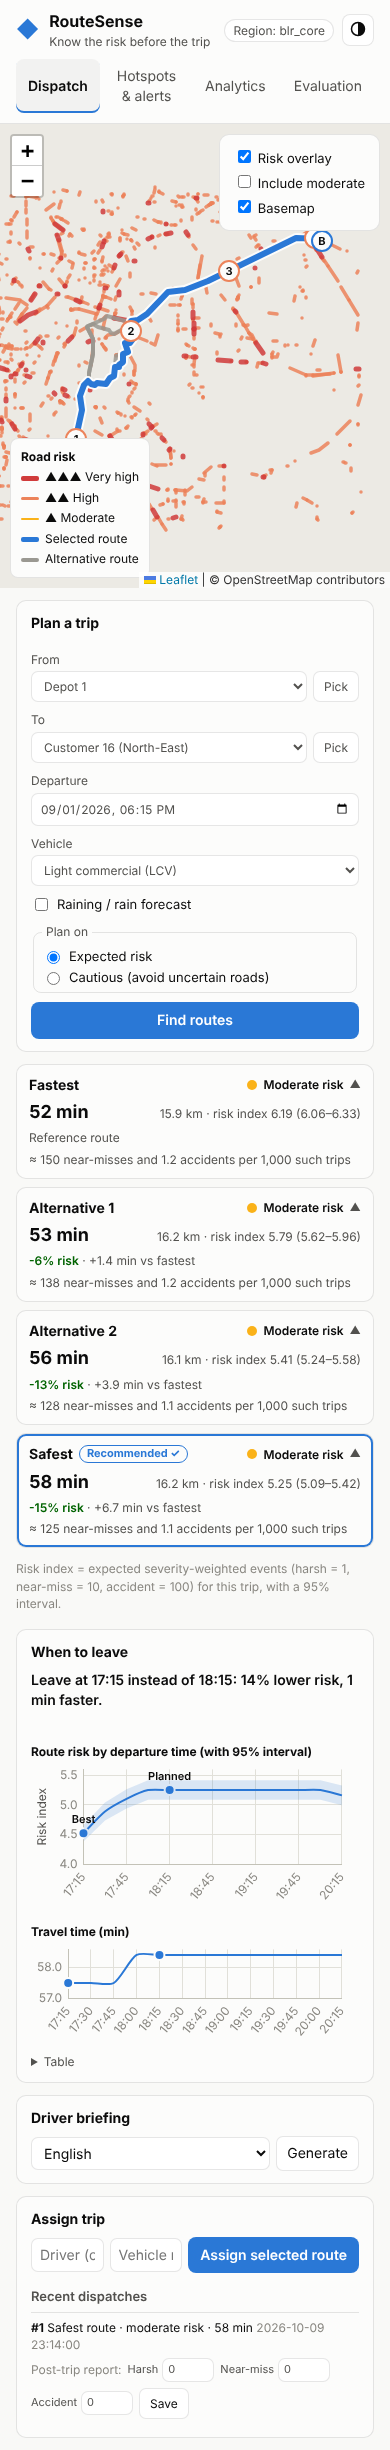 RouteSense
Know the risk before the trip
Region: blr_core
Dispatch
Hotspots
& alerts
Analytics
Evaluation
+
−
Risk overlay
Include moderate
Basemap
B
3
2
Road risk
▲▲▲ Very high
▲▲ High
▲ Moderate
Selected route
Alternative route
Leaflet | © OpenStreetMap contributors
Plan a trip
From
Depot 1
Pick
To
Customer 16 (North-East)
Pick
Departure
09/01/2026, 06:15 PM
Vehicle
Light commercial (LCV)
Raining / rain forecast
Plan on
Expected risk
Cautious (avoid uncertain roads)
Find routes
Fastest
Moderate risk ▲
52 min
15.9 km · risk index 6.19 (6.06–6.33)
Reference route
≈ 150 near-misses and 1.2 accidents per 1,000 such trips
Alternative 1
Moderate risk ▲
53 min
16.2 km · risk index 5.79 (5.62–5.96)
-6% risk · +1.4 min vs fastest
≈ 138 near-misses and 1.2 accidents per 1,000 such trips
Alternative 2
Moderate risk ▲
56 min
16.1 km · risk index 5.41 (5.24–5.58)
-13% risk · +3.9 min vs fastest
≈ 128 near-misses and 1.1 accidents per 1,000 such trips
Safest
Recommended ✓
Moderate risk ▲
58 min
16.2 km · risk index 5.25 (5.09–5.42)
-15% risk · +6.7 min vs fastest
≈ 125 near-misses and 1.1 accidents per 1,000 such trips
Risk index = expected severity-weighted events (harsh = 1,
near-miss = 10, accident = 100) for this trip, with a 95%
interval.
When to leave
Leave at 17:15 instead of 18:15: 14% lower risk, 1
min faster.
Route risk by departure time (with 95% interval)
Risk index
5.5
5.0
4.5
4.0
Best
Planned
17:15
17:45
18:15
18:45
19:15
19:45
20:15
Travel time (min)
58.0
57.0
17:15
17:30
17:45
18:00
18:15
18:30
18:45
19:00
19:15
19:30
19:45
20:00
20:15
▶ Table
Driver briefing
English
Generate
Assign trip
Driver (c
Vehicle
Assign selected route
Recent dispatches
#1 Safest route · moderate risk · 58 min 2026-10-09
23:14:00
Post-trip report: Harsh 0 Near-miss 0
Accident 0 Save